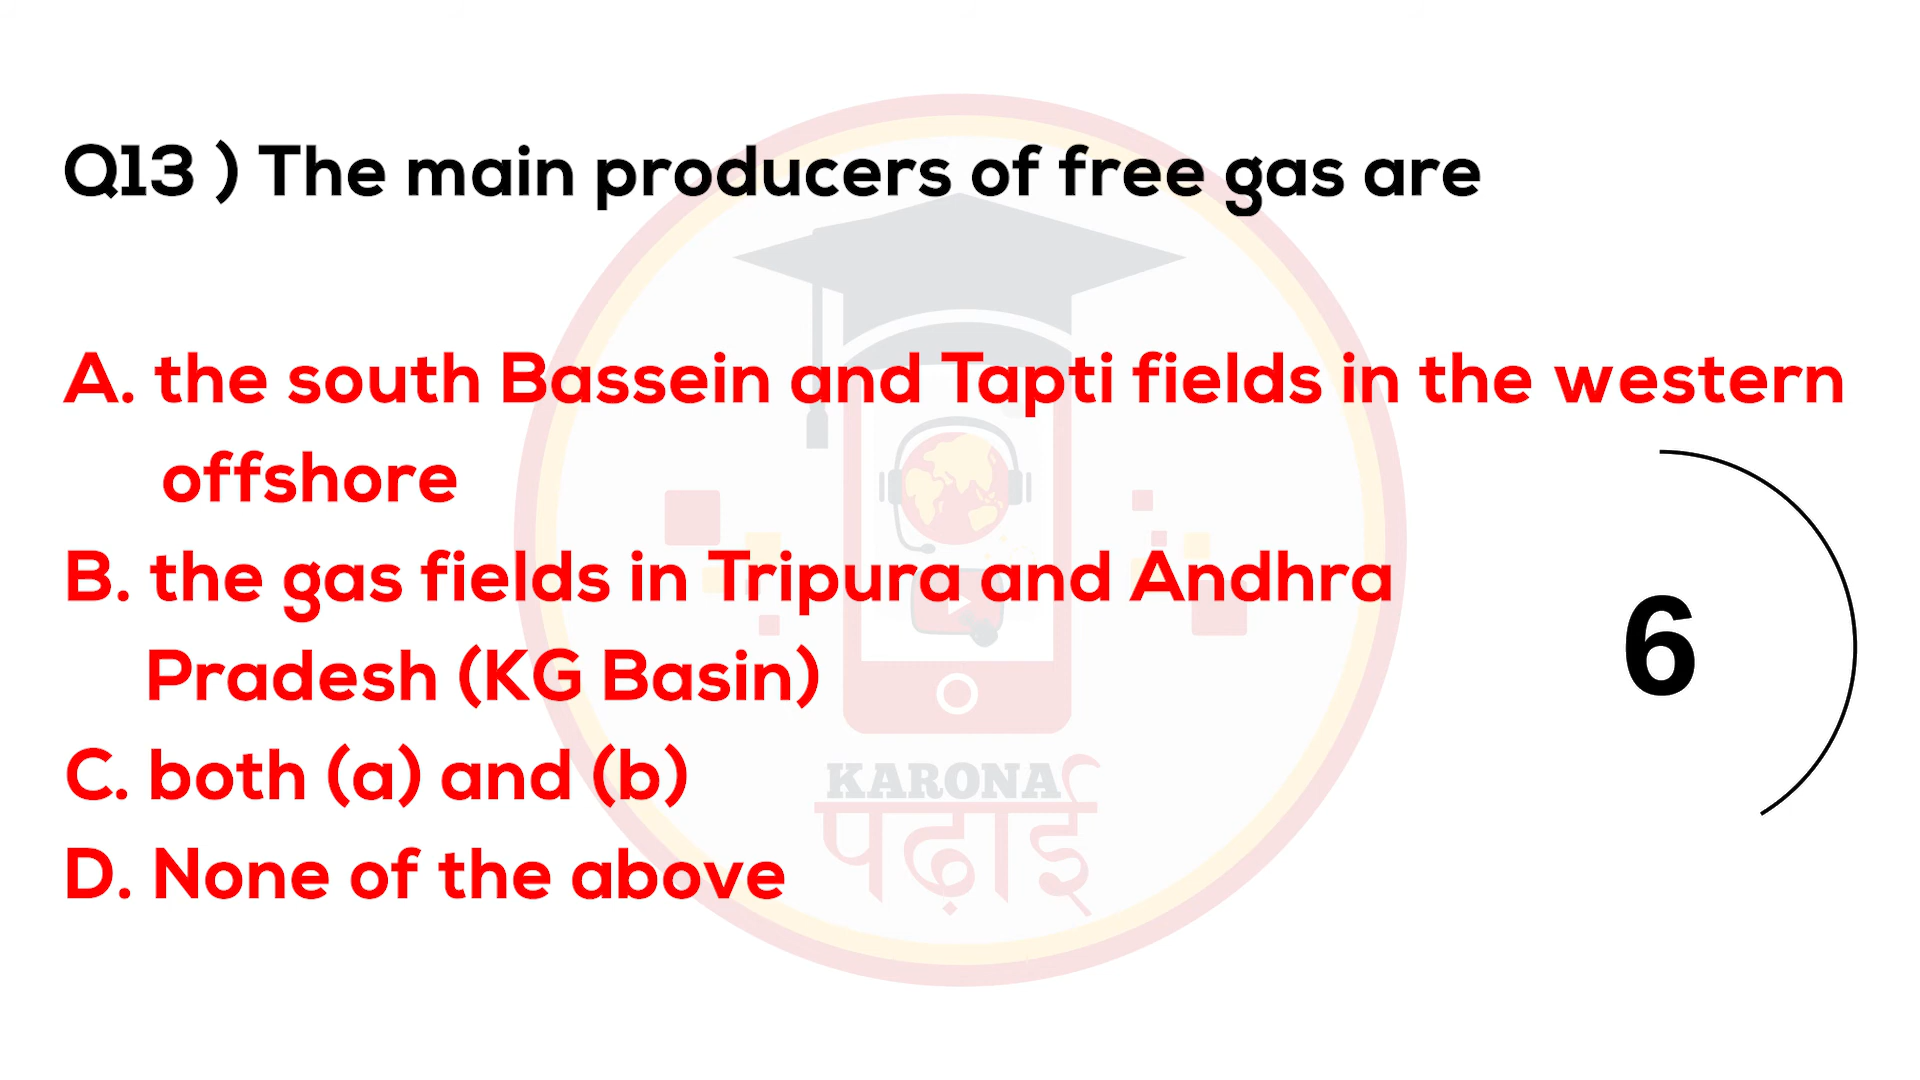 Q13 ) The main producers of free gas are
A. the south Bassein and Tapti fields in the western
offshore
B. the gas fields in Tripura and Andhra
Pradesh (KG Basin)
6
C. both (a) and (b)
D. None of the above
KARONA
पढ़ाई